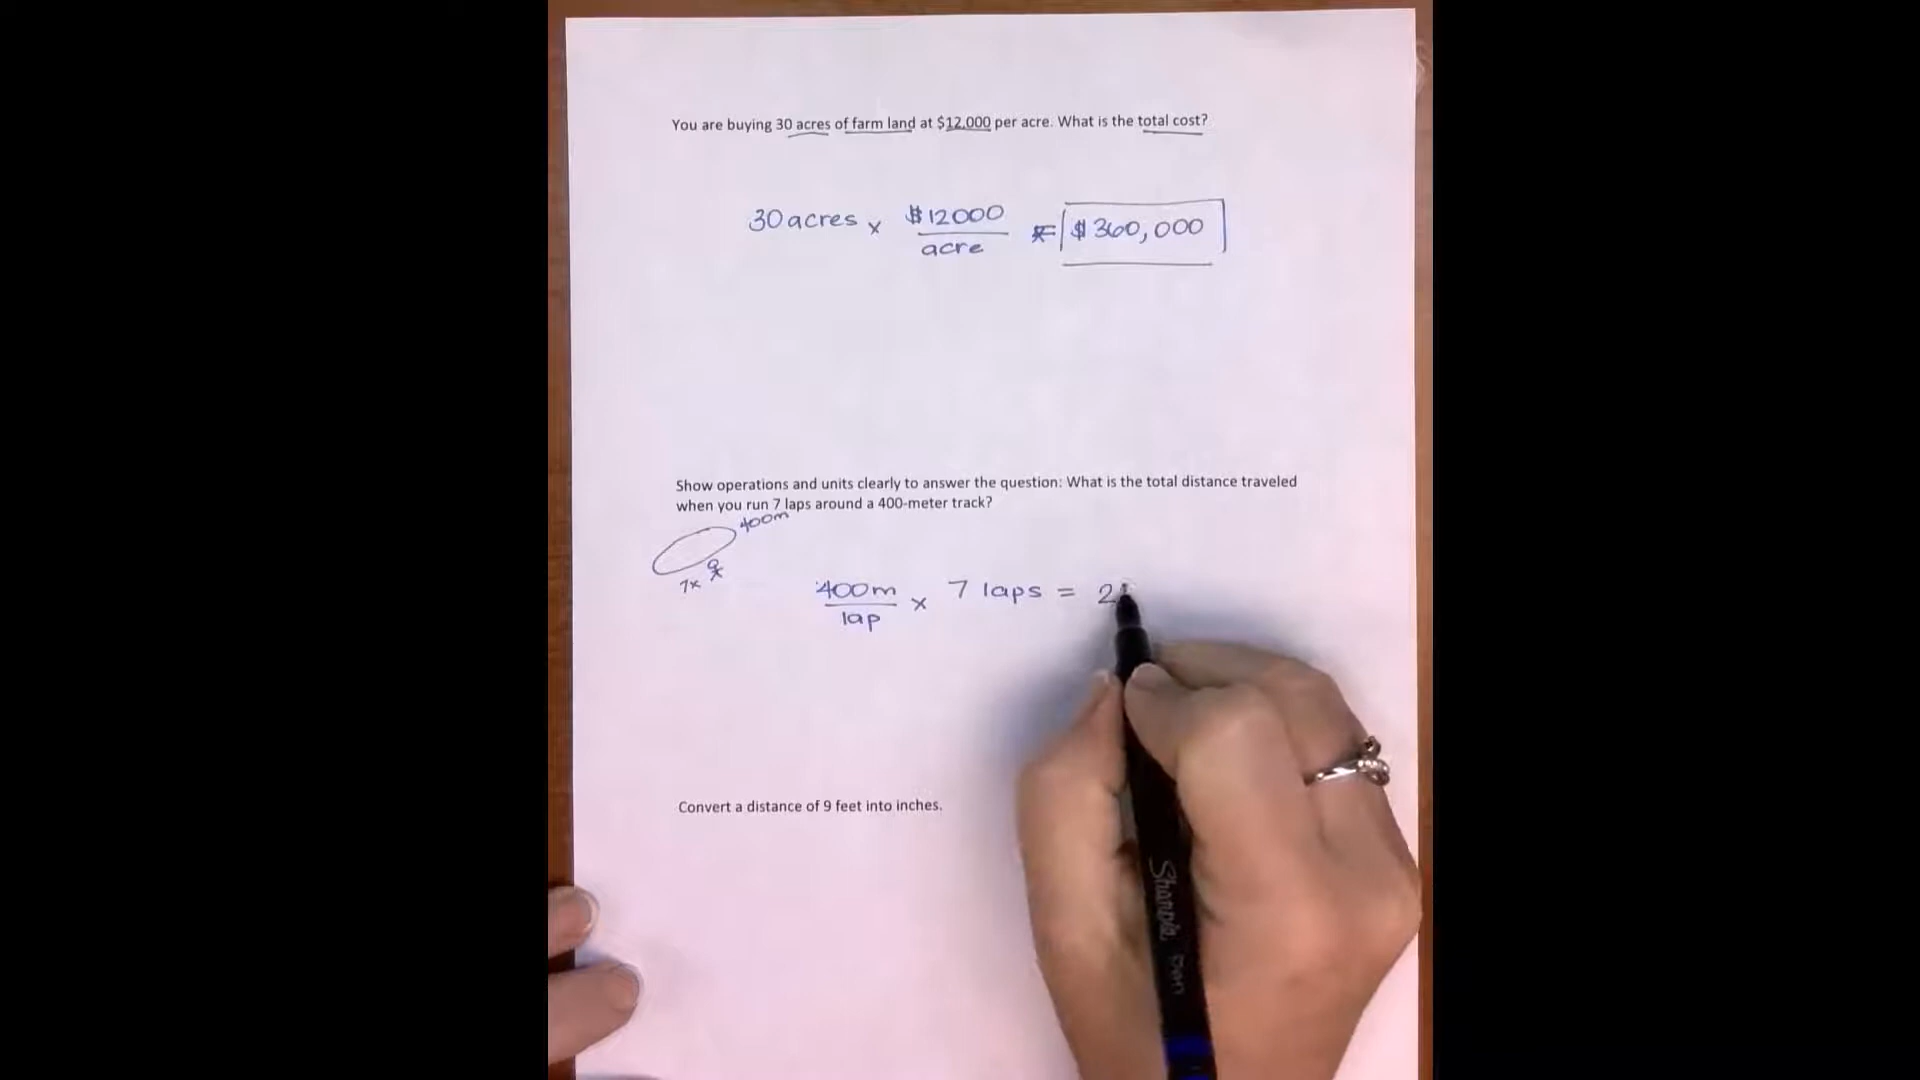 You are buying 30 acres of farm land at $12,000 per acre. What is the total cost?
30 acres x $12000 / acre = $360,000
Show operations and units clearly to answer the question: What is the total distance traveled
when you run 7 laps around a 400-meter track?
400m
7x
400m / lap x 7 laps = 2
Convert a distance of 9 feet into inches.
Sharpie